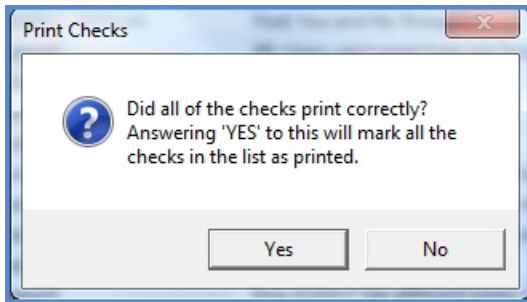 Print Checks
Did all of the checks print correctly?
Answering 'YES' to this will mark all the
checks in the list as printed.
Yes
No